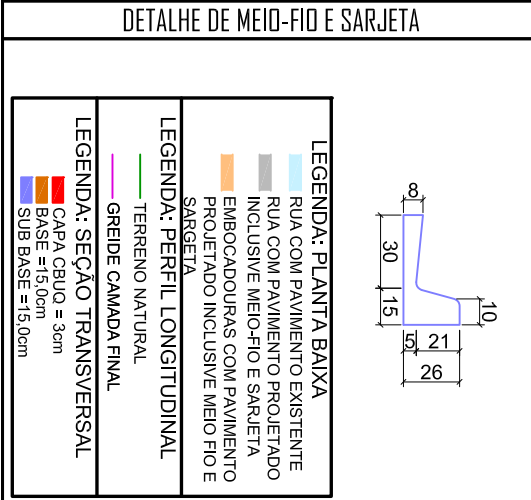 DETALHE DE MEIO-FIO E SARJETA
LEGENDA: PLANTA BAIXA
RUA COM PAVIMENTO EXISTENTE
RUA COM PAVIMENTO PROJETADO
INCLUSIVE MEIO-FIO E SARJETA
EMBOCADOURAS COM PAVIMENTO
PROJETADO INCLUSIVE MEIO FIO E
SARGETA
LEGENDA: PERFIL LONGITUDINAL
TERRENO NATURAL
GREIDE CAMADA FINAL
LEGENDA: SEÇÃO TRANSVERSAL
CAPA CBUQ = 3cm
BASE =15,0cm
SUB BASE =15,0cm
8
30
15
10
5
21
26